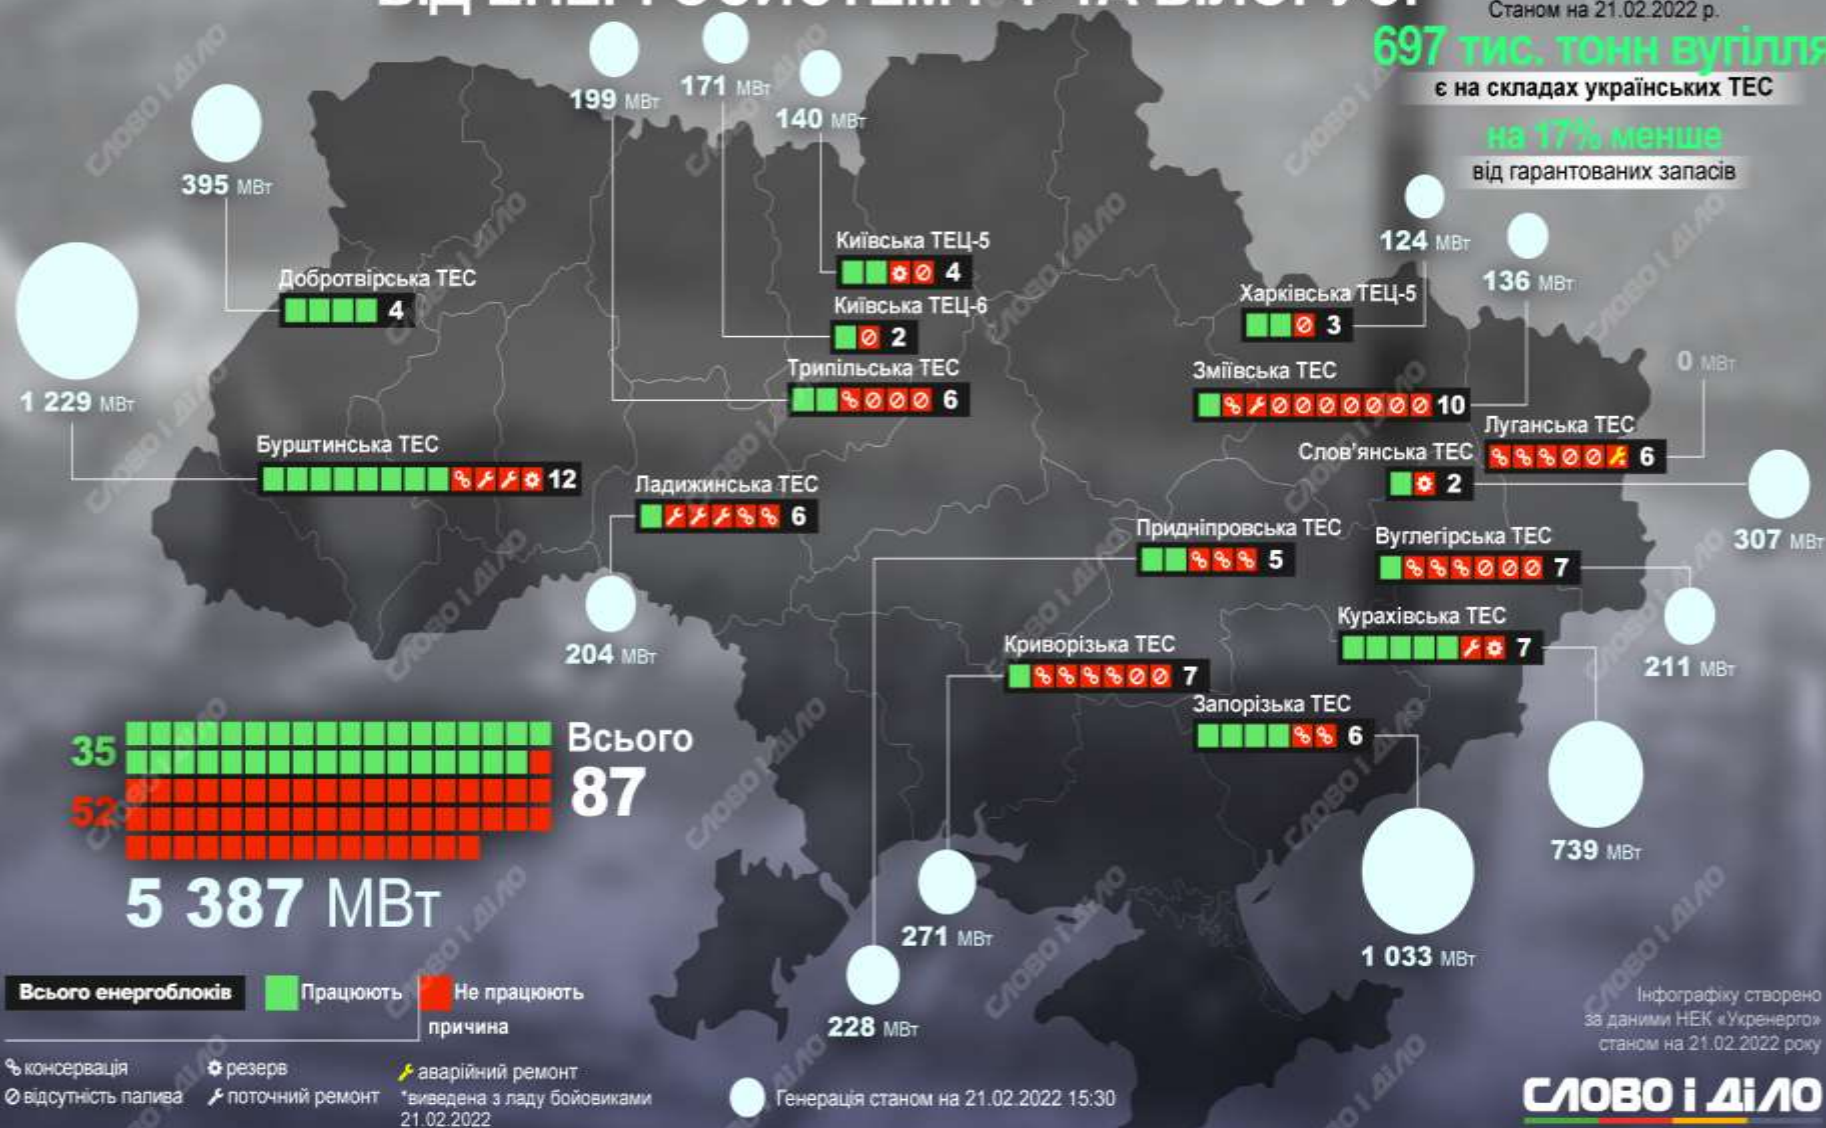 Станом на 21.02.2022 р.
697 тис. тонн вугілля
є на складах українських ТЕС
на 17% менше
від гарантованих запасів
199 МВт
171 МВт
140 МВт
395 МВт
124 МВт
136 МВт
Київська ТЕЦ-5
4
Добротвірська ТЕС
4
Харківська ТЕЦ-5
3
Київська ТЕЦ-6
2
0 МВт
Трипільська ТЕС
6
Зміївська ТЕС
10
1 229 МВт
Луганська ТЕС
6
Бурштинська ТЕС
12
Слов’янська ТЕС
2
Ладижинська ТЕС
6
307 МВт
Придніпровська ТЕС
5
Вуглегірська ТЕС
7
204 МВт
Курахівська ТЕС
7
Криворізька ТЕС
7
211 МВт
Запорізька ТЕС
6
35
52
Всього
87
5 387 МВт
739 МВт
271 МВт
1 033 МВт
228 МВт
Всього енергоблоків
Працюють
Не працюють
причина
консервація
резерв
аварійний ремонт
відсутність палива
поточний ремонт
*виведена з ладу бойовиками
21.02.2022
Генерація станом на 21.02.2022 15:30
Інфографіку створено
за даними НЕК «Укренерго»
станом на 21.02.2022 року
СЛОВО і ДіЛО